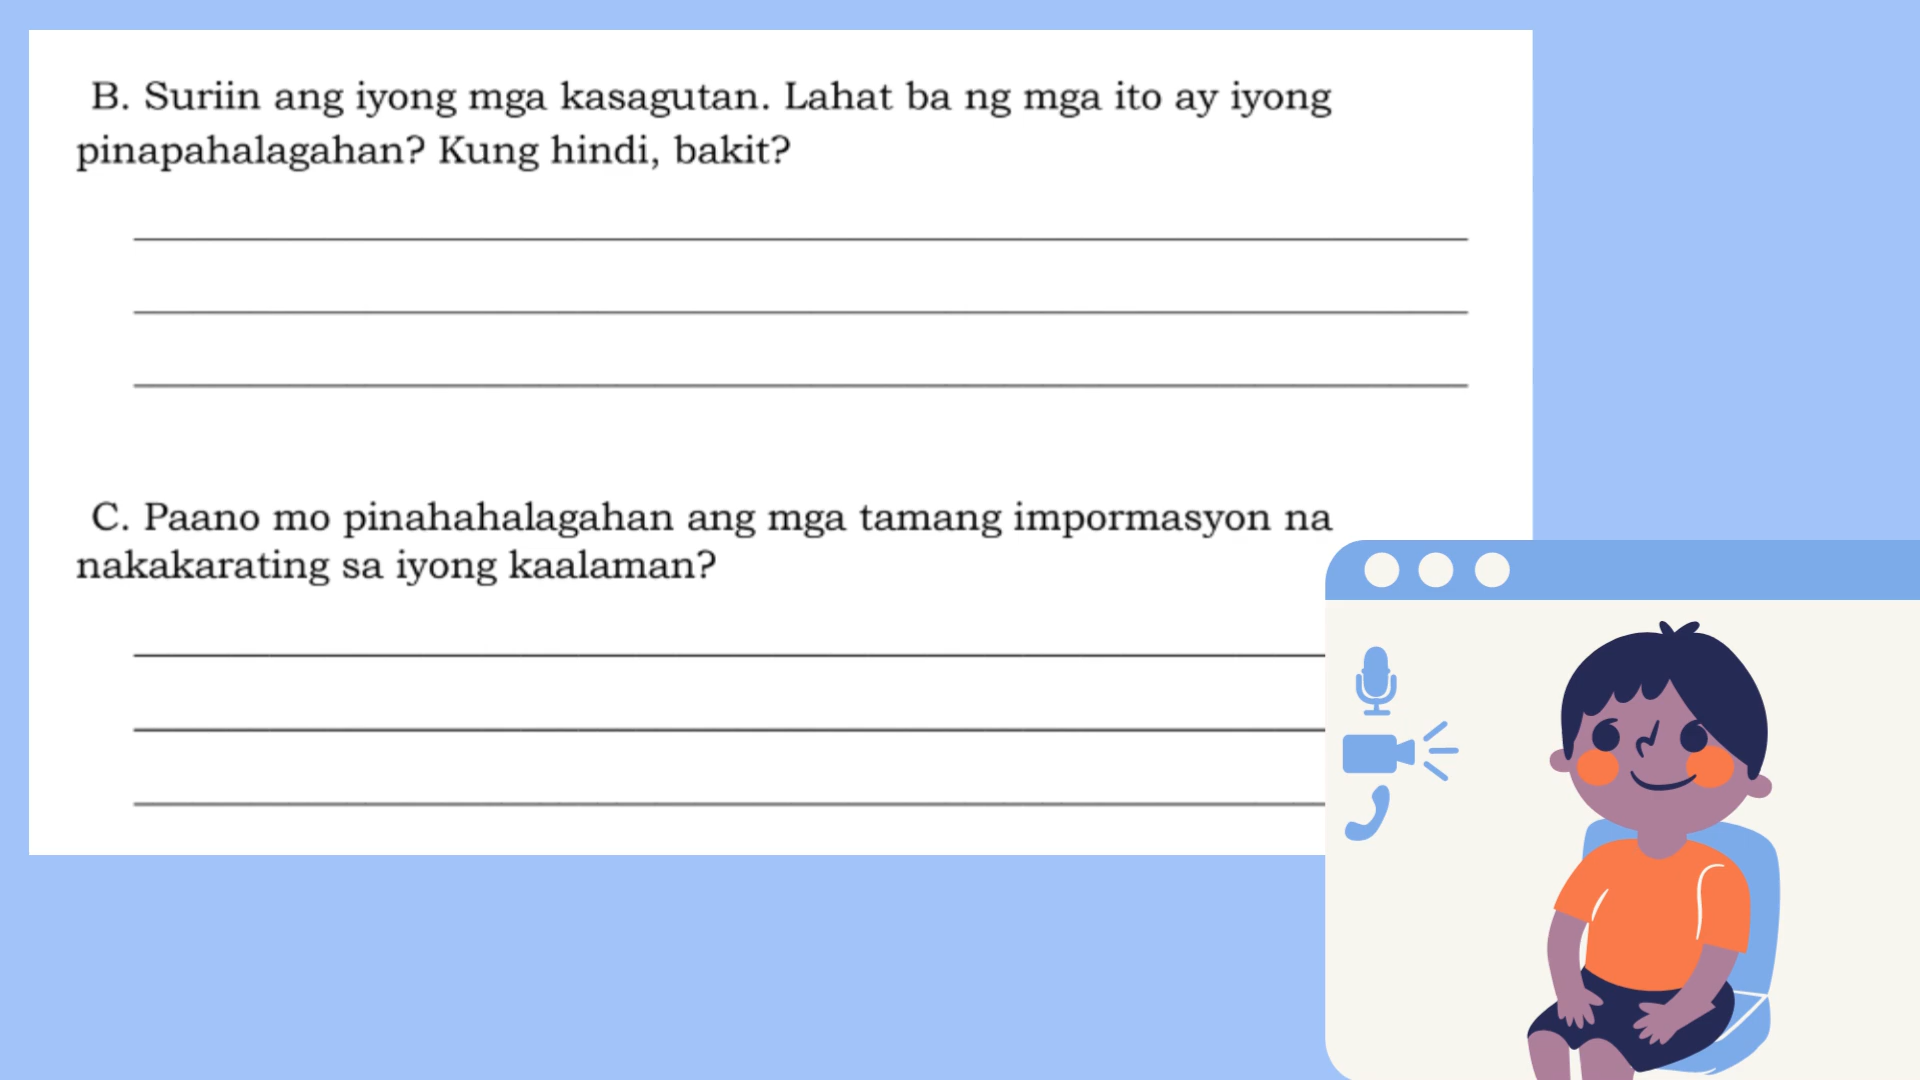 B. Suriin ang iyong mga kasagutan. Lahat ba ng mga ito ay iyong
pinapahalagahan? Kung hindi, bakit?
C. Paano mo pinahahalagahan ang mga tamang impormasyon na
nakakarating sa iyong kaalaman?